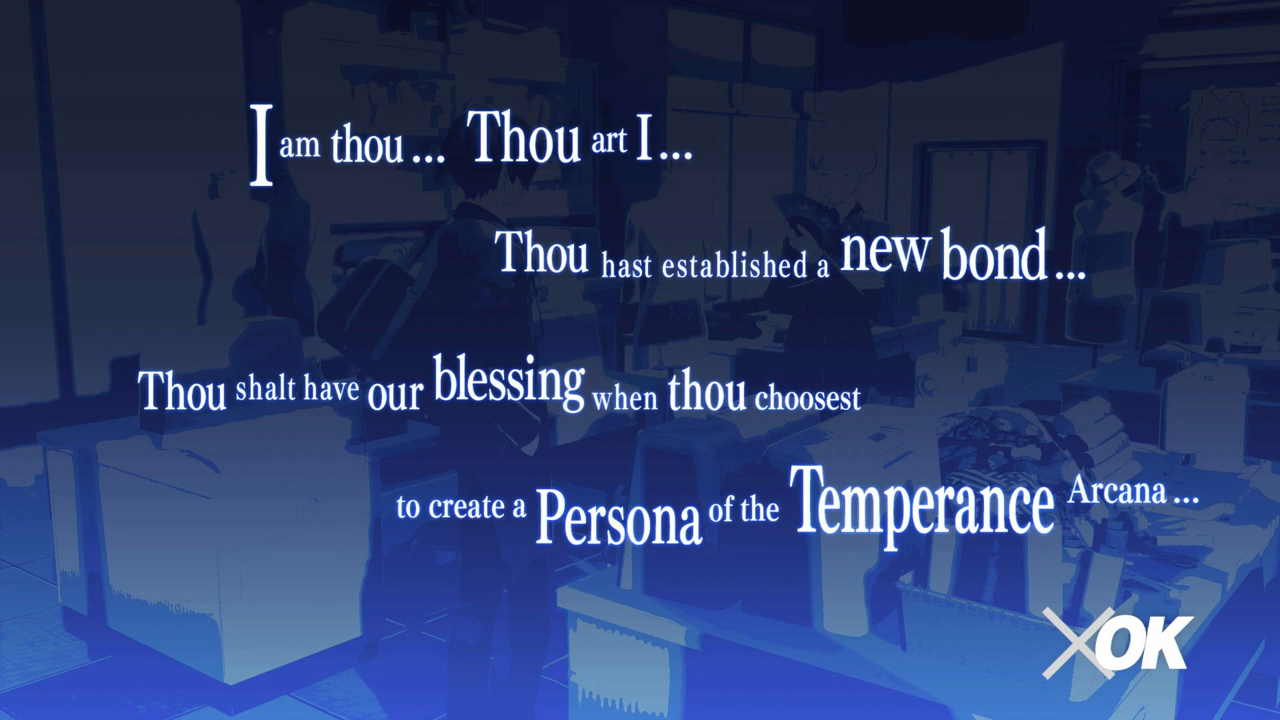 I am thou... Thou art I...
Thou hast established a new bond...
Thou shalt have our blessing when thou choosest
to create a Persona of the Temperance Arcana...
OK